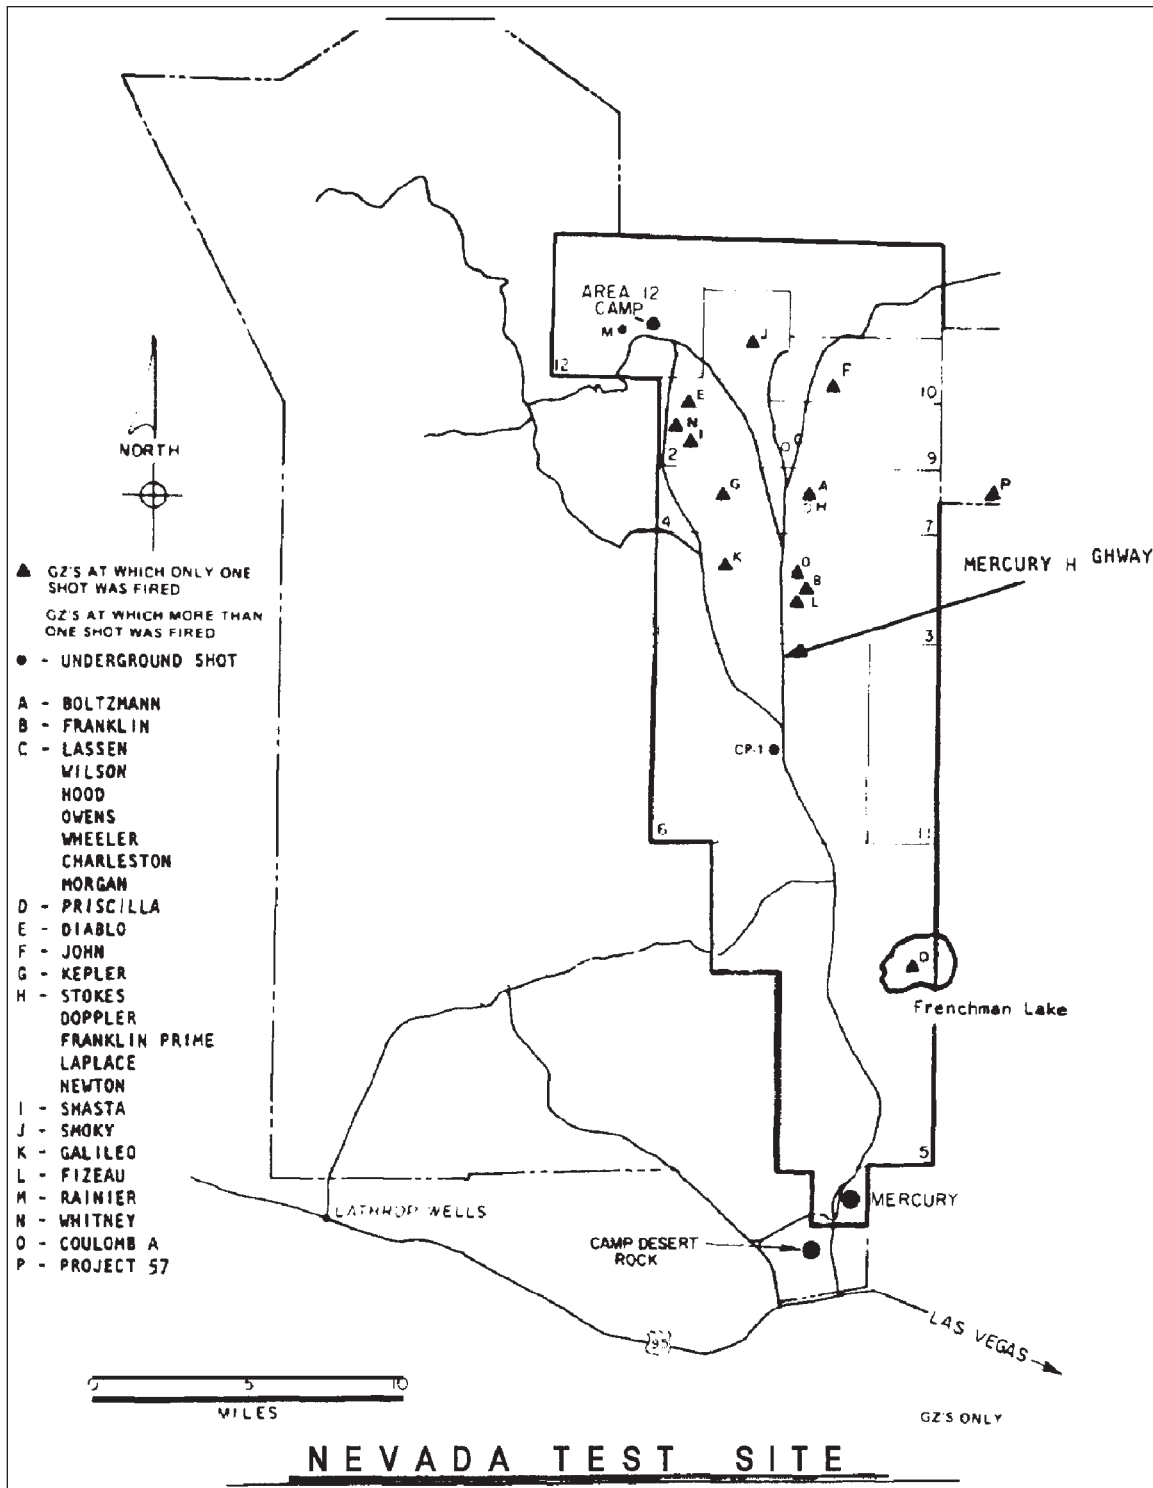 AREA 12
CAMP
M
J
12
F
E
10
N
I
C
2
9
G
A
P
H
4
7
NORTH
K
O
MERCURY H GHWAY
B
L
▲ GZ'S AT WHICH ONLY ONE
SHOT WAS FIRED
GZ'S AT WHICH MORE THAN
ONE SHOT WAS FIRED
3
● - UNDERGROUND SHOT
A - BOLTZMANN
B - FRANKLIN
C - LASSEN
WILSON
HOOD
OWENS
WHEELER
CHARLESTON
MORGAN
D - PRISCILLA
E - DIABLO
F - JOHN
G - KEPLER
H - STOKES
DOPPLER
FRANKLIN PRIME
LAPLACE
NEWTON
I - SHASTA
J - SMOKY
K - GALILEO
L - FIZEAU
M - RAINIER
N - WHITNEY
O - COULOMB A
P - PROJECT 57
CP-1
6
11
D
Frenchman Lake
5
MERCURY
LATHROP WELLS
CAMP DESERT
ROCK
LAS VEGAS
95
0 5 10
MILES
GZ'S ONLY
NEVADA TEST SITE